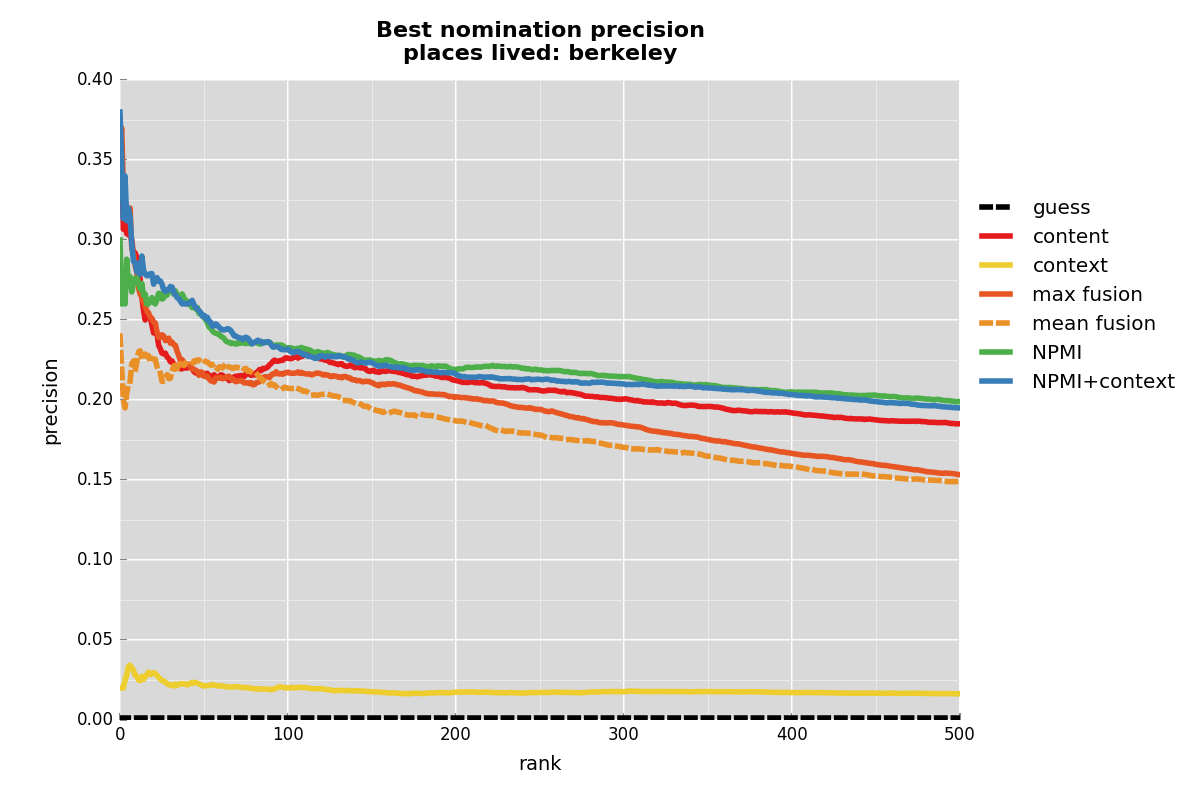 Best nomination precision
places lived: berkeley
0.40
0.35
0.30
0.25
0.20
0.15
0.10
0.05
0.00
precision
0
100
200
300
400
500
rank
guess
content
context
max fusion
mean fusion
NPMI
NPMI+context